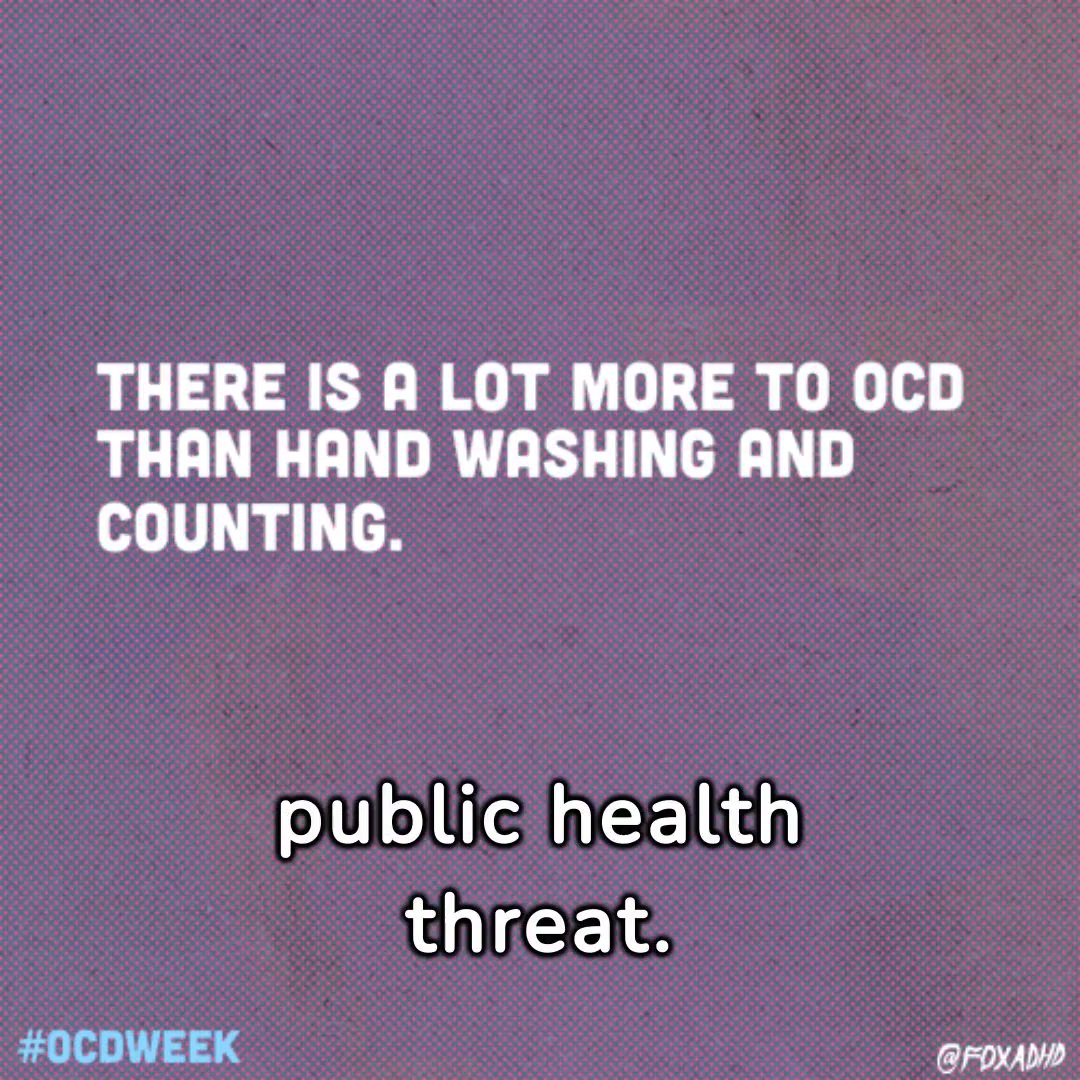 THERE IS A LOT MORE TO OCD
THAN HAND WASHING AND
COUNTING.
public health
threat.
#OCDWEEK
@FOXADHD